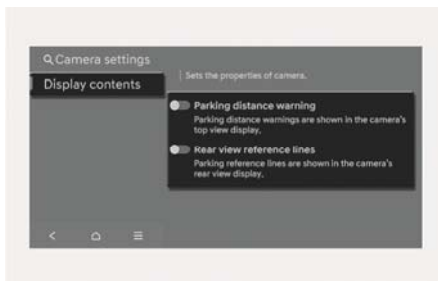 Camera settings
Display contents
Sets the properties of camera.
Parking distance warning
Parking distance warnings are shown in the camera's
top view display.
Rear view reference lines
Parking reference lines are shown in the camera's
rear view display.